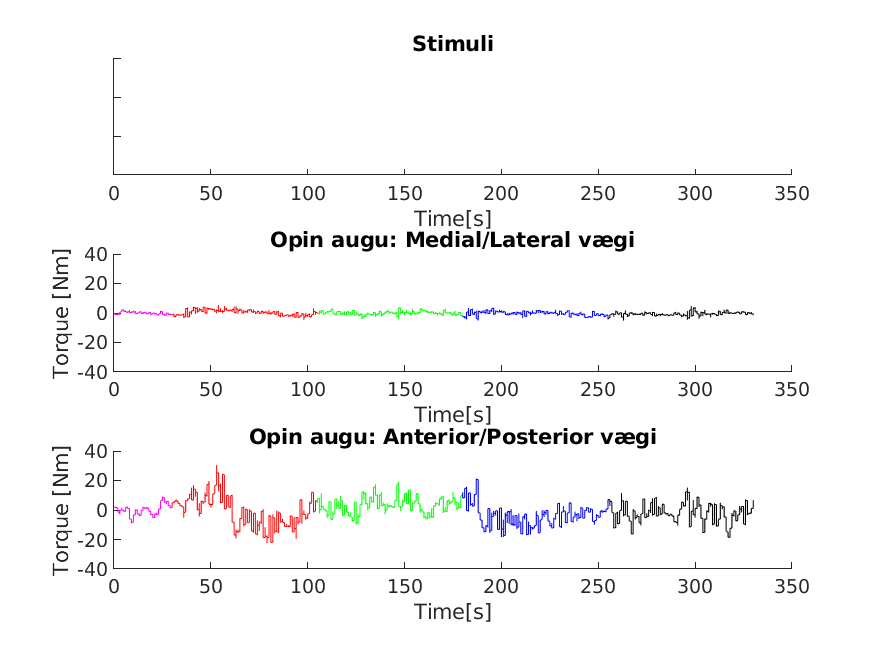 Stimuli
0 50 100 150 200 250 300 350
Time[s]
Opin augu: Medial/Lateral vægi
Torque [Nm]
40
20
0
-20
-40
0 50 100 150 200 250 300 350
Time[s]
Opin augu: Anterior/Posterior vægi
Torque [Nm]
40
20
0
-20
-40
0 50 100 150 200 250 300 350
Time[s]